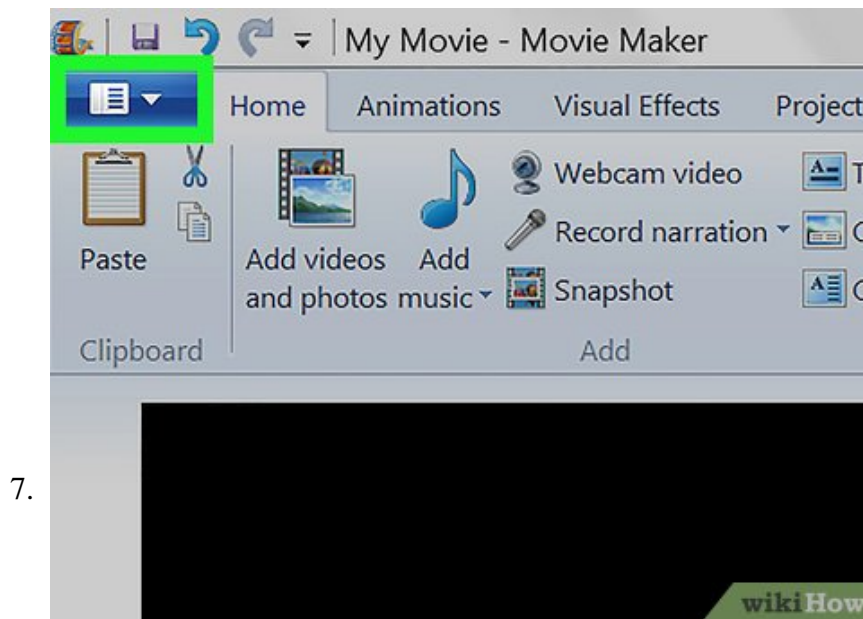 My Movie - Movie Maker
Home Animations Visual Effects Project
Webcam video
Paste
Add videos and photos
Add music
Record narration
Snapshot
Clipboard
Add
7.
wikiHow